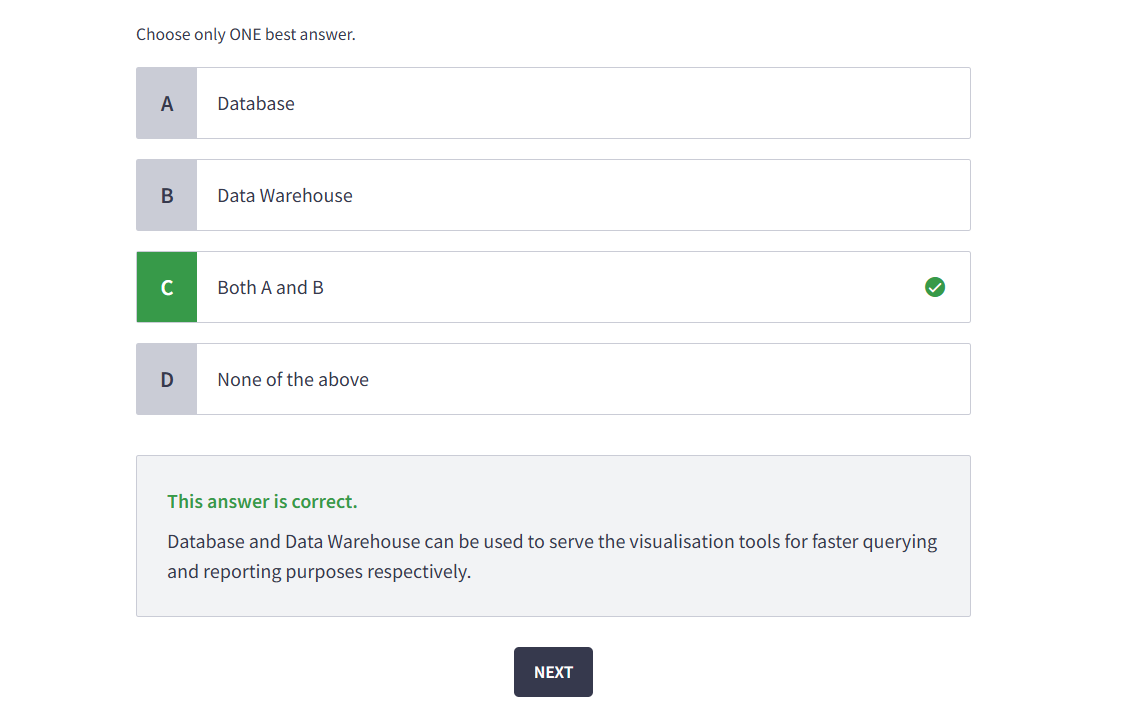 Choose only ONE best answer.
A Database
B Data Warehouse
C Both A and B
D None of the above
This answer is correct.
Database and Data Warehouse can be used to serve the visualisation tools for faster querying
and reporting purposes respectively.
NEXT